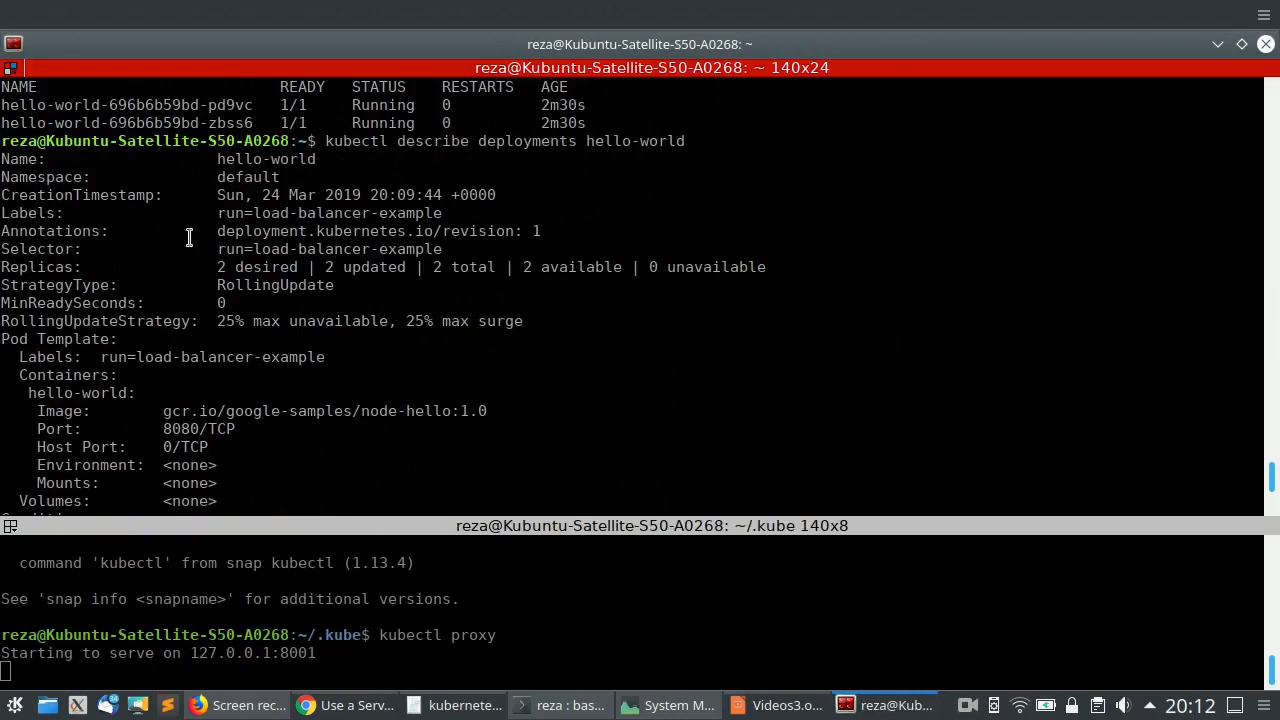 reza@Kubuntu-Satellite-S50-A0268: ~
reza@Kubuntu-Satellite-S50-A0268: ~ 140x24
NAME READY STATUS RESTARTS AGE
hello-world-696b6b59bd-pd9vc 1/1 Running 0 2m30s
hello-world-696b6b59bd-zbss6 1/1 Running 0 2m30s
reza@Kubuntu-Satellite-S50-A0268:~$ kubectl describe deployments hello-world
Name: hello-world
Namespace: default
CreationTimestamp: Sun, 24 Mar 2019 20:09:44 +0000
Labels: run=load-balancer-example
Annotations: deployment.kubernetes.io/revision: 1
Selector: run=load-balancer-example
Replicas: 2 desired | 2 updated | 2 total | 2 available | 0 unavailable
StrategyType: RollingUpdate
MinReadySeconds: 0
RollingUpdateStrategy: 25% max unavailable, 25% max surge
Pod Template:
Labels: run=load-balancer-example
Containers:
hello-world:
Image: gcr.io/google-samples/node-hello:1.0
Port: 8080/TCP
Host Port: 0/TCP
Environment: <none>
Mounts: <none>
Volumes: <none>
reza@Kubuntu-Satellite-S50-A0268: ~/.kube 140x8
command 'kubectl' from snap kubectl (1.13.4)
See 'snap info <snapname>' for additional versions.
reza@Kubuntu-Satellite-S50-A0268:~/.kube$ kubectl proxy
Starting to serve on 127.0.0.1:8001
Screen rec... Use a Serv... kubernete... reza : bas... System M... Videos3.o... reza@Kub... 20:12